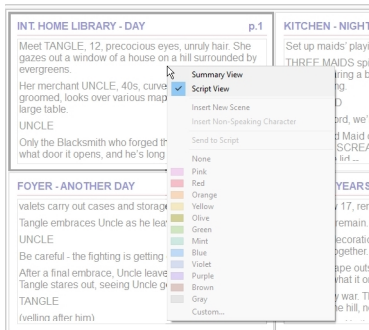 INT. HOME LIBRARY - DAY p.1
Meet TANGLE, 12, precocious eyes, unruly hair. She
gazes out a window of a house on a hill surrounded by
evergreens.
Her merchant UNCLE, 40s, curve
groomed, looks over various map
large table.
UNCLE
Only the Blacksmith who forged th
what door it opens, and he's long
KITCHEN - NIGHT
Set up maids' playi
THREE MAIDS spi
iring a b
ng.
D
ord, we'
d Maid c
SCREA
lid --
Summary View
Script View
Insert New Scene
Insert Non-Speaking Character
Send to Script
None
Pink
Red
Orange
Yellow
Olive
Green
Mint
Blue
Violet
Purple
Brown
Gray
Custom...
FOYER - ANOTHER DAY
valets carry out cases and storag
Tangle embraces Uncle as he leav
UNCLE
Be careful - the fighting is getting
After a final embrace, Uncle leave
Tangle stares out, seeing Uncle g
TANGLE
(yelling after him)
YEARS
17, rer
remain.
ecoratio
ogether.
ape outs
what it o
war. Th
he hill, n